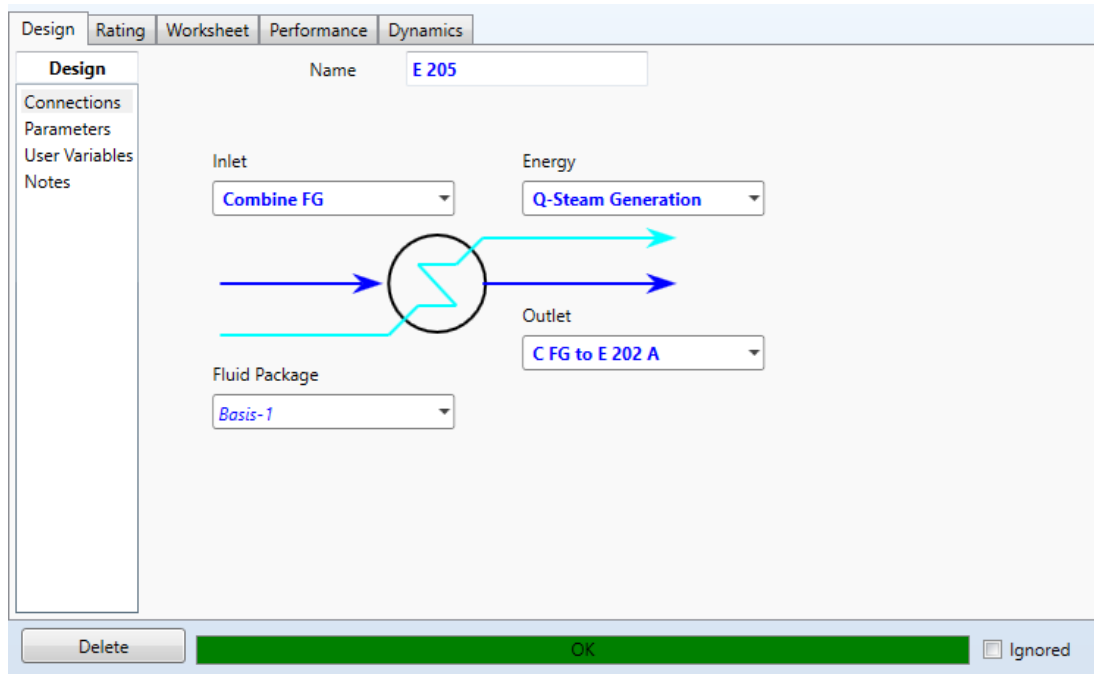 Design Rating Worksheet Performance Dynamics
Design
Connections
Parameters
User Variables
Notes
Name E 205
Inlet Energy
Combine FG Q-Steam Generation
Outlet
C FG to E 202 A
Fluid Package
Basis-1
Delete OK Ignored